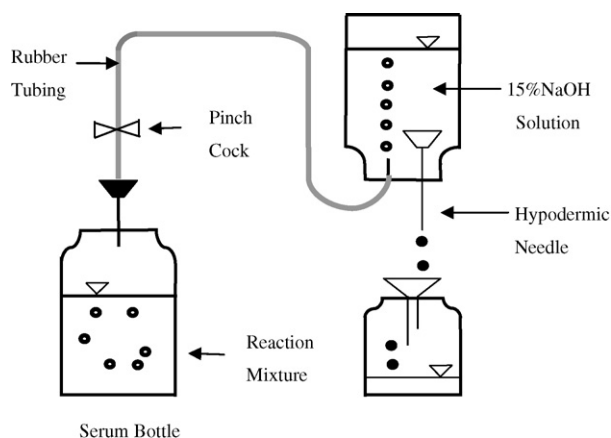 Rubber
Tubing
Pinch
Cock
15%NaOH
Solution
Hypodermic
Needle
Reaction
Mixture
Serum Bottle